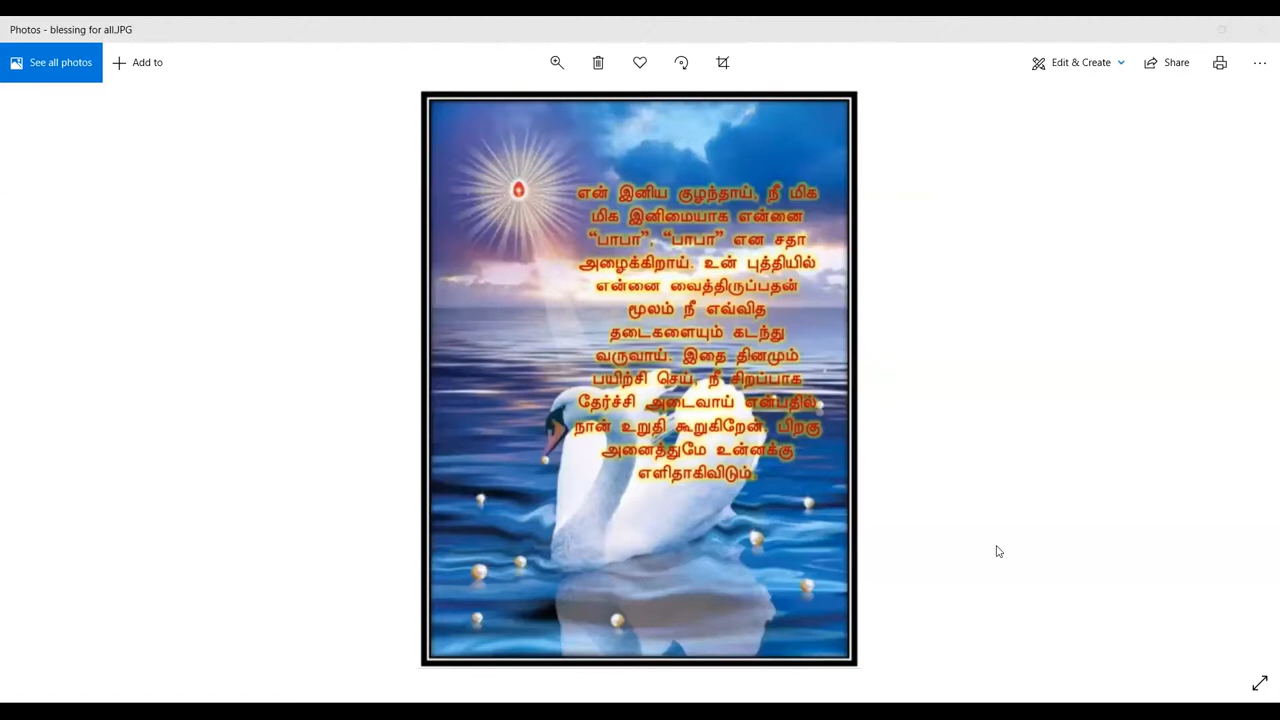 Photos - blessing for all.JPG
See all photos
Add to
Edit & Create
Share
என் இனிய குழந்தாய், நீ மிக
மிக இனிமையாக என்னை
“பாபா”, “பாபா” என சதா
அழைக்கிறாய். உன் புத்தியில்
என்னை வைத்திருப்பதன்
மூலம் நீ எவ்வித
தடைகளையும் கடந்து
வருவாய். இதை தினமும்
பயிற்சி செய், நீ சிறப்பாக
தேர்ச்சி அடைவாய் என்பதில்
நான் உறுதி கூறுகிறேன். பிறகு
அனைத்துமே உன்னக்கு
எளிதாகிவிடும்.